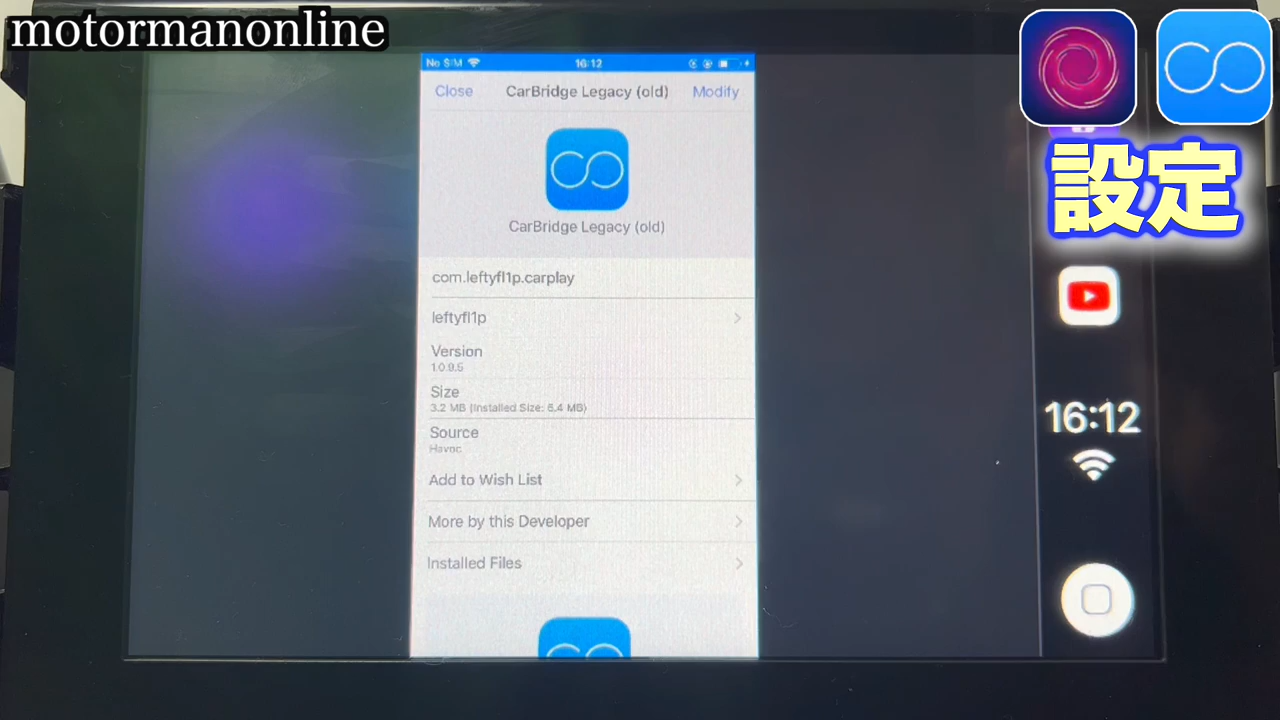 motormanonline
設定
No SIM 16:12
Close CarBridge Legacy (old) Modify
CarBridge Legacy (old)
com.leftyfl1p.carplay
leftyfl1p
Version
1.0.9.5
Size
3.2 MB (Installed Size: 6.4 MB)
Source
Havoc
Add to Wish List
More by this Developer
Installed Files
16:12